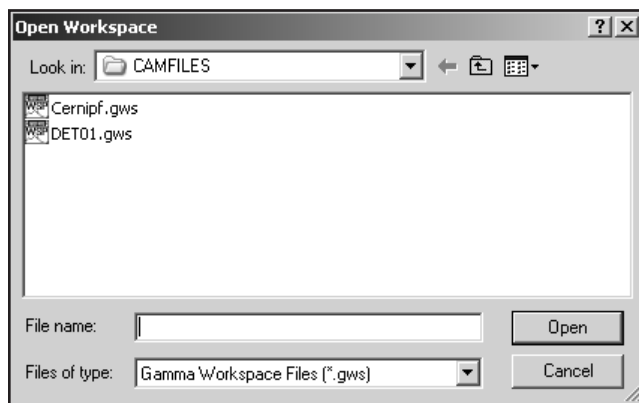 Open Workspace
Look in: CAMFILES
Cernipf.gws
DET01.gws
File name:
Open
Files of type: Gamma Workspace Files (*.gws)
Cancel